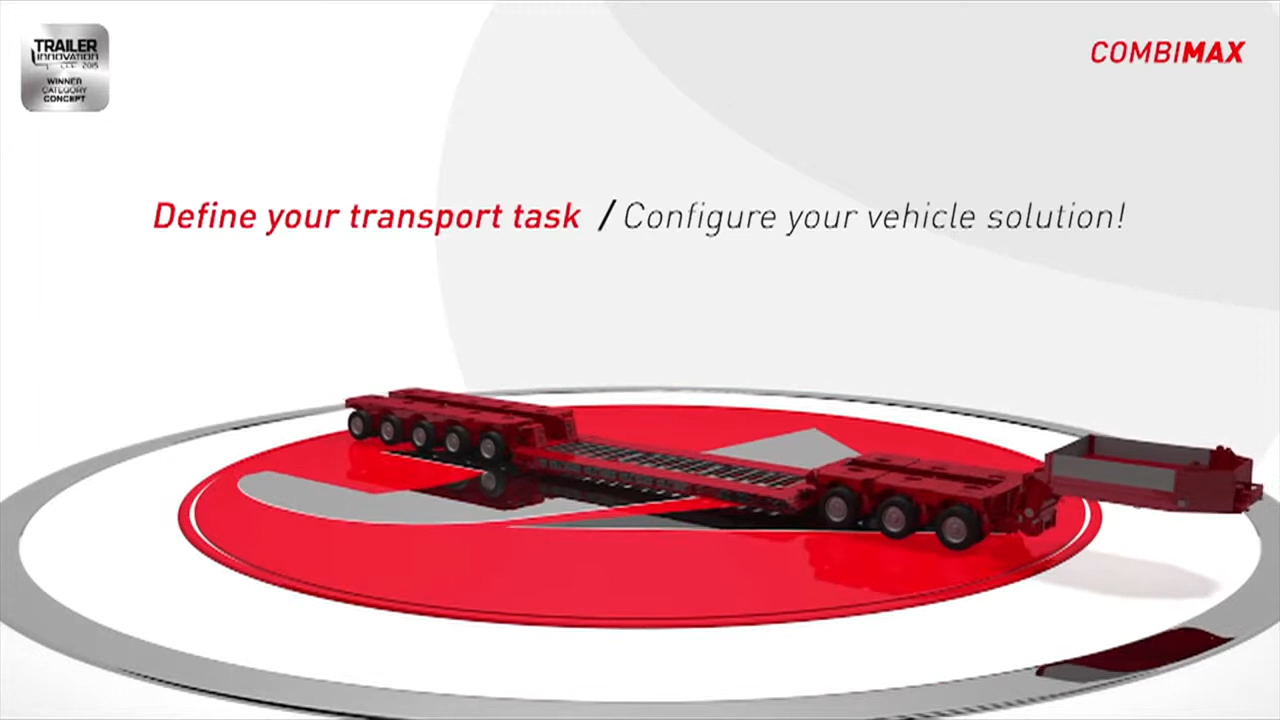 TRAILER
INNOVATION
2015
WINNER
CATEGORY
CONCEPT
COMBIMAX
Define your transport task / Configure your vehicle solution!